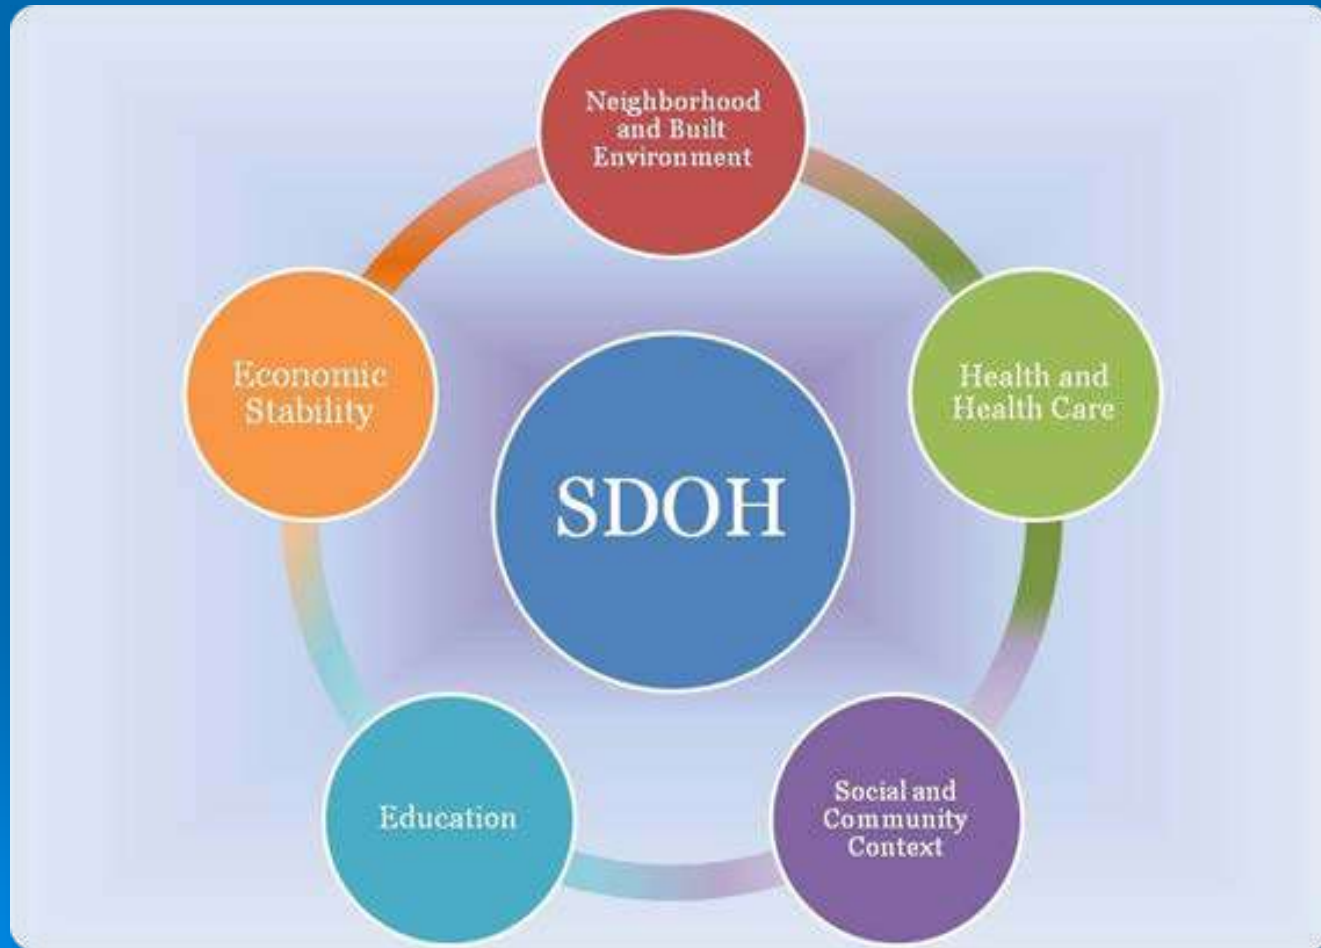 Neighborhood
and Built
Environment
Economic
Stability
Health and
Health Care
SDOH
Education
Social and
Community
Context